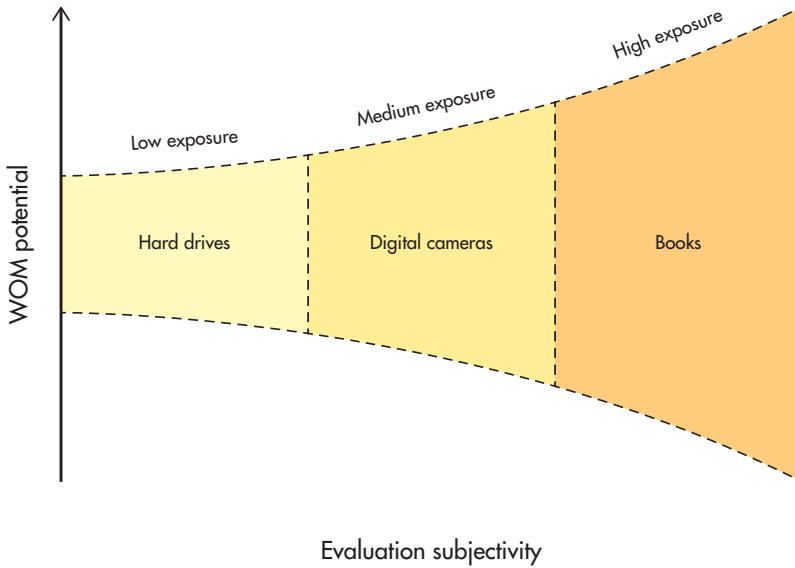 High exposure
Medium exposure
Low exposure
WOM potential
Hard drives
Digital cameras
Books
Evaluation subjectivity